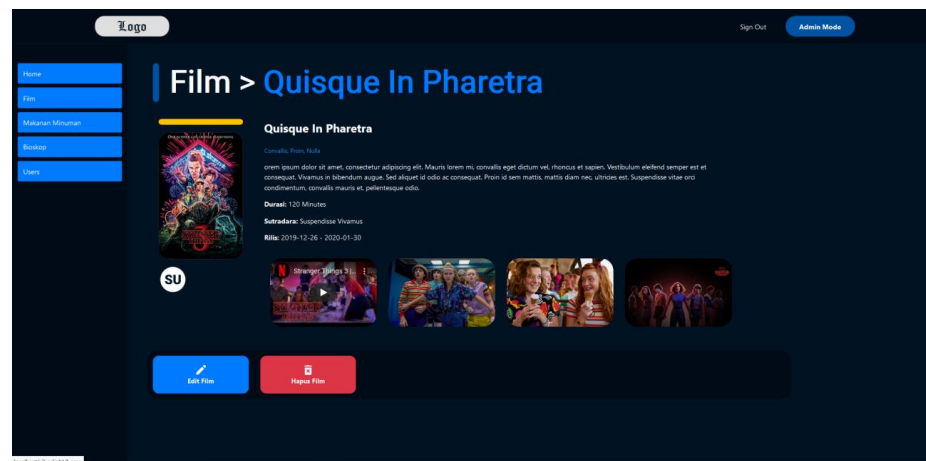 Logo
Sign Out
Admin Mode
Home
Film
Makanan Minuman
Bioskop
Users
Film > Quisque In Pharetra
Quisque In Pharetra
Convallis, Proin, Nulla
orem ipsum dolor sit amet, consectetur adipiscing elit. Mauris lorem mi, convallis eget dictum vel, rhoncus et sapien. Vestibulum eleifend semper est et
consequat. Vivamus in bibendum augue. Sed aliquet id odio ac consequat. Proin id sem mattis, mattis diam nec, ultricies est. Suspendisse vitae orci
condimentum, convallis mauris et, pellentesque odio.
Durasi: 120 Minutes
Sutradara: Suspendisse Vivamus
Rilis: 2019-12-26 - 2020-01-30
SU
N Stranger Things 3 |...
Edit Film
Hapus Film